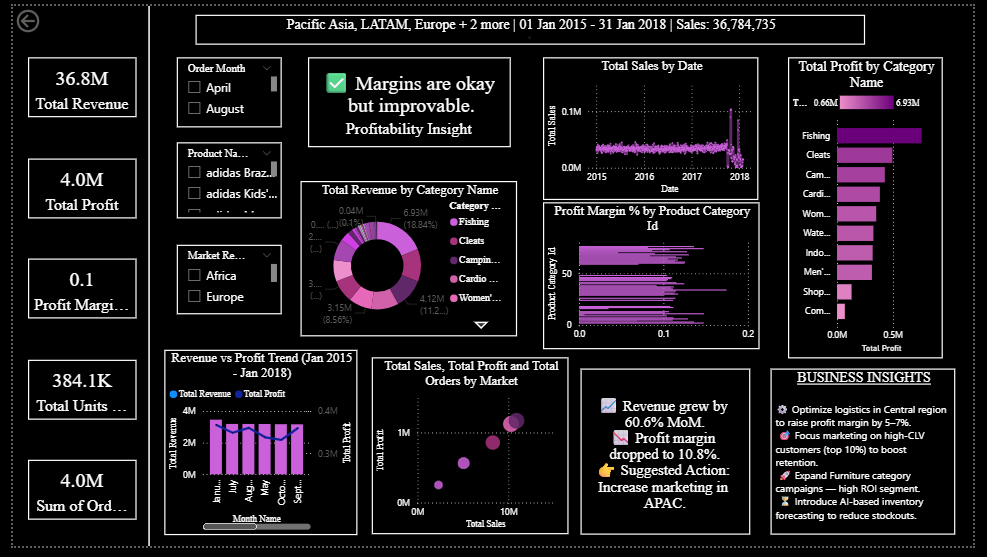 Pacific Asia, LATAM, Europe + 2 more | 01 Jan 2015 - 31 Jan 2018 | Sales: 36,784,735
36.8M
Total Revenue
4.0M
Total Profit
0.1
Profit Margi…
384.1K
Total Units …
4.0M
Sum of Ord…
Order Month
April
August
Product Na…
adidas Braz…
adidas Kids'…
Market Re…
Africa
Europe
✅ Margins are okay
but improvable.
Profitability Insight
Total Revenue by Category Name
0.04M
(0.1%)
6.93M
(18.84%)
0.… (…)
2.…
(…)
3.…
(…)
3.15M
(8.56%)
4.12M
(11.2…)
Category …
Fishing
Cleats
Campin…
Cardio …
Women'…
Total Sales by Date
Total Sales
0.1M
0.0M
2015
2016
2017
2018
Date
Profit Margin % by Product Category
Id
Product Category Id
50
0
0.0
0.1
0.2
Total Profit by Category
Name
T…
0.66M
6.93M
Fishing
Cleats
Cam…
Cardi…
Wom…
Wate…
Indo…
Men'…
Shop…
Com…
0.0M
0.5M
Total Profit
Revenue vs Profit Trend (Jan 2015
- Jan 2018)
Total Revenue
Total Profit
Total Revenue
4M
2M
0M
0.4M
0.3M
Total Profit
Janu…
July
Aug…
May
Octo…
Sept…
Month Name
Total Sales, Total Profit and Total
Orders by Market
Total Profit
1M
0M
0M
10M
Total Sales
📈 Revenue grew by
60.6% MoM.
📉 Profit margin
dropped to 10.8%.
👉 Suggested Action:
Increase marketing in
APAC.
BUSINESS INSIGHTS
⚙️ Optimize logistics in Central region
to raise profit margin by 5–7%.
🎯 Focus marketing on high-CLV
customers (top 10%) to boost
retention.
🚀 Expand Furniture category
campaigns — high ROI segment.
⏳ Introduce AI-based inventory
forecasting to reduce stockouts.